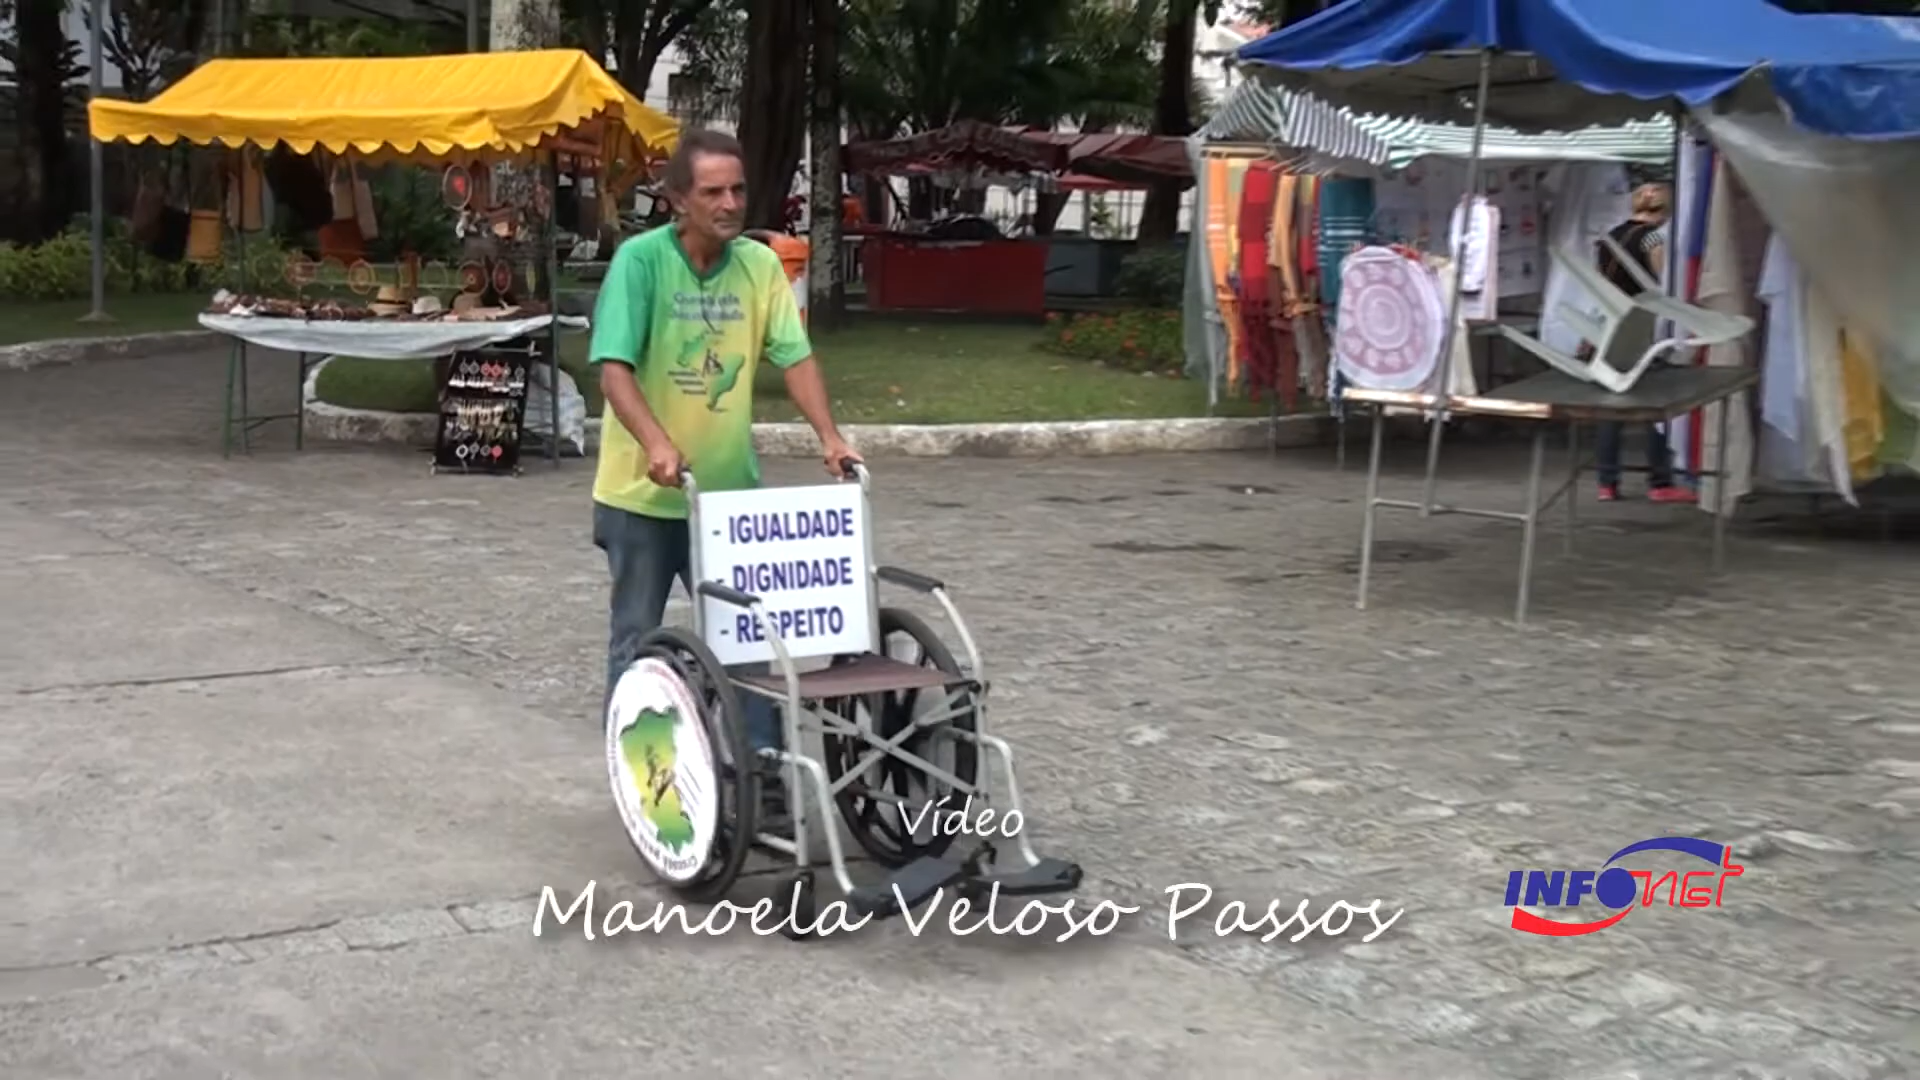 - IGUALDADE
- DIGNIDADE
- RESPEITO
Vídeo
Manoela Veloso Passos
INFONET